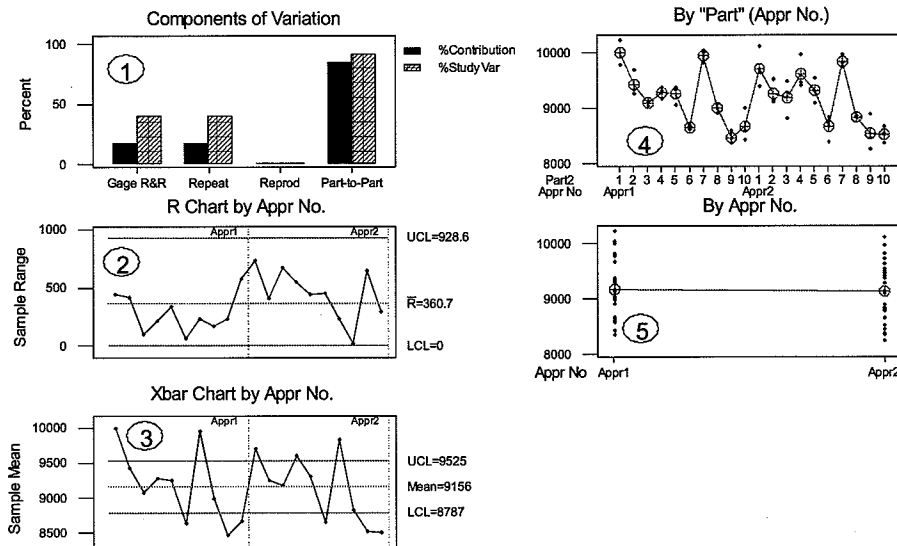 Components of Variation
100
50
0
Percent
1
%Contribution
%Study Var
Gage R&R Repeat Reprod Part-to-Part
R Chart by Appr No.
1000
500
0
Sample Range
2
Appr1
Appr2
UCL=928.6
R=360.7
LCL=0
Xbar Chart by Appr No.
10000
9500
9000
8500
Sample Mean
3
Appr1
Appr2
UCL=9525
Mean=9156
LCL=8787
By "Part" (Appr No.)
10000
9000
8000
4
Part2 1 2 3 4 5 6 7 8 9 10 1 2 3 4 5 6 7 8 9 10
Appr No Appr1 Appr2
By Appr No.
10000
9000
8000
5
Appr No Appr1 Appr2